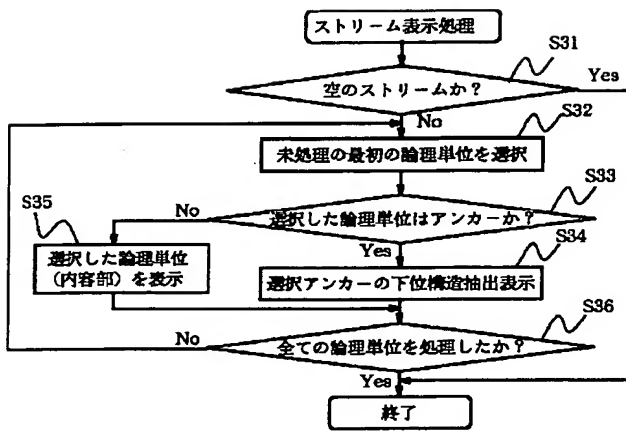 ストリーム表示処理
S31
空のストリームか？
Yes
No
S32
未処理の最初の論理単位を選択
S33
選択した論理単位はアンカーか？
No
S35
Yes
S34
選択した論理単位
（内容部）を表示
選択アンカーの下位構造抽出表示
S36
No
全ての論理単位を処理したか？
Yes
終了